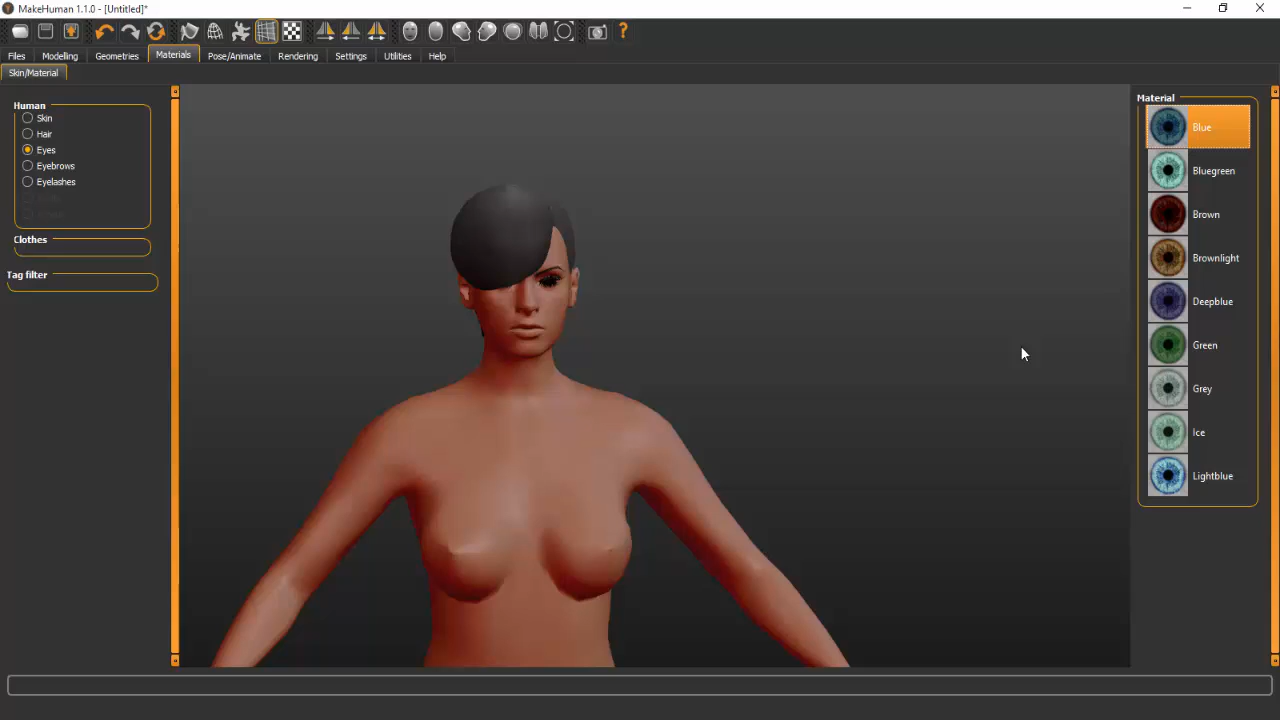 MakeHuman 1.1.0 - [Untitled]*
Files Modelling Geometries Materials Pose/Animate Rendering Settings Utilities Help
Skin/Material
Human
Skin
Hair
Eyes
Eyebrows
Eyelashes
Clothes
Tag filter
Material
Blue
Bluegreen
Brown
Brownlight
Deepblue
Green
Grey
Ice
Lightblue